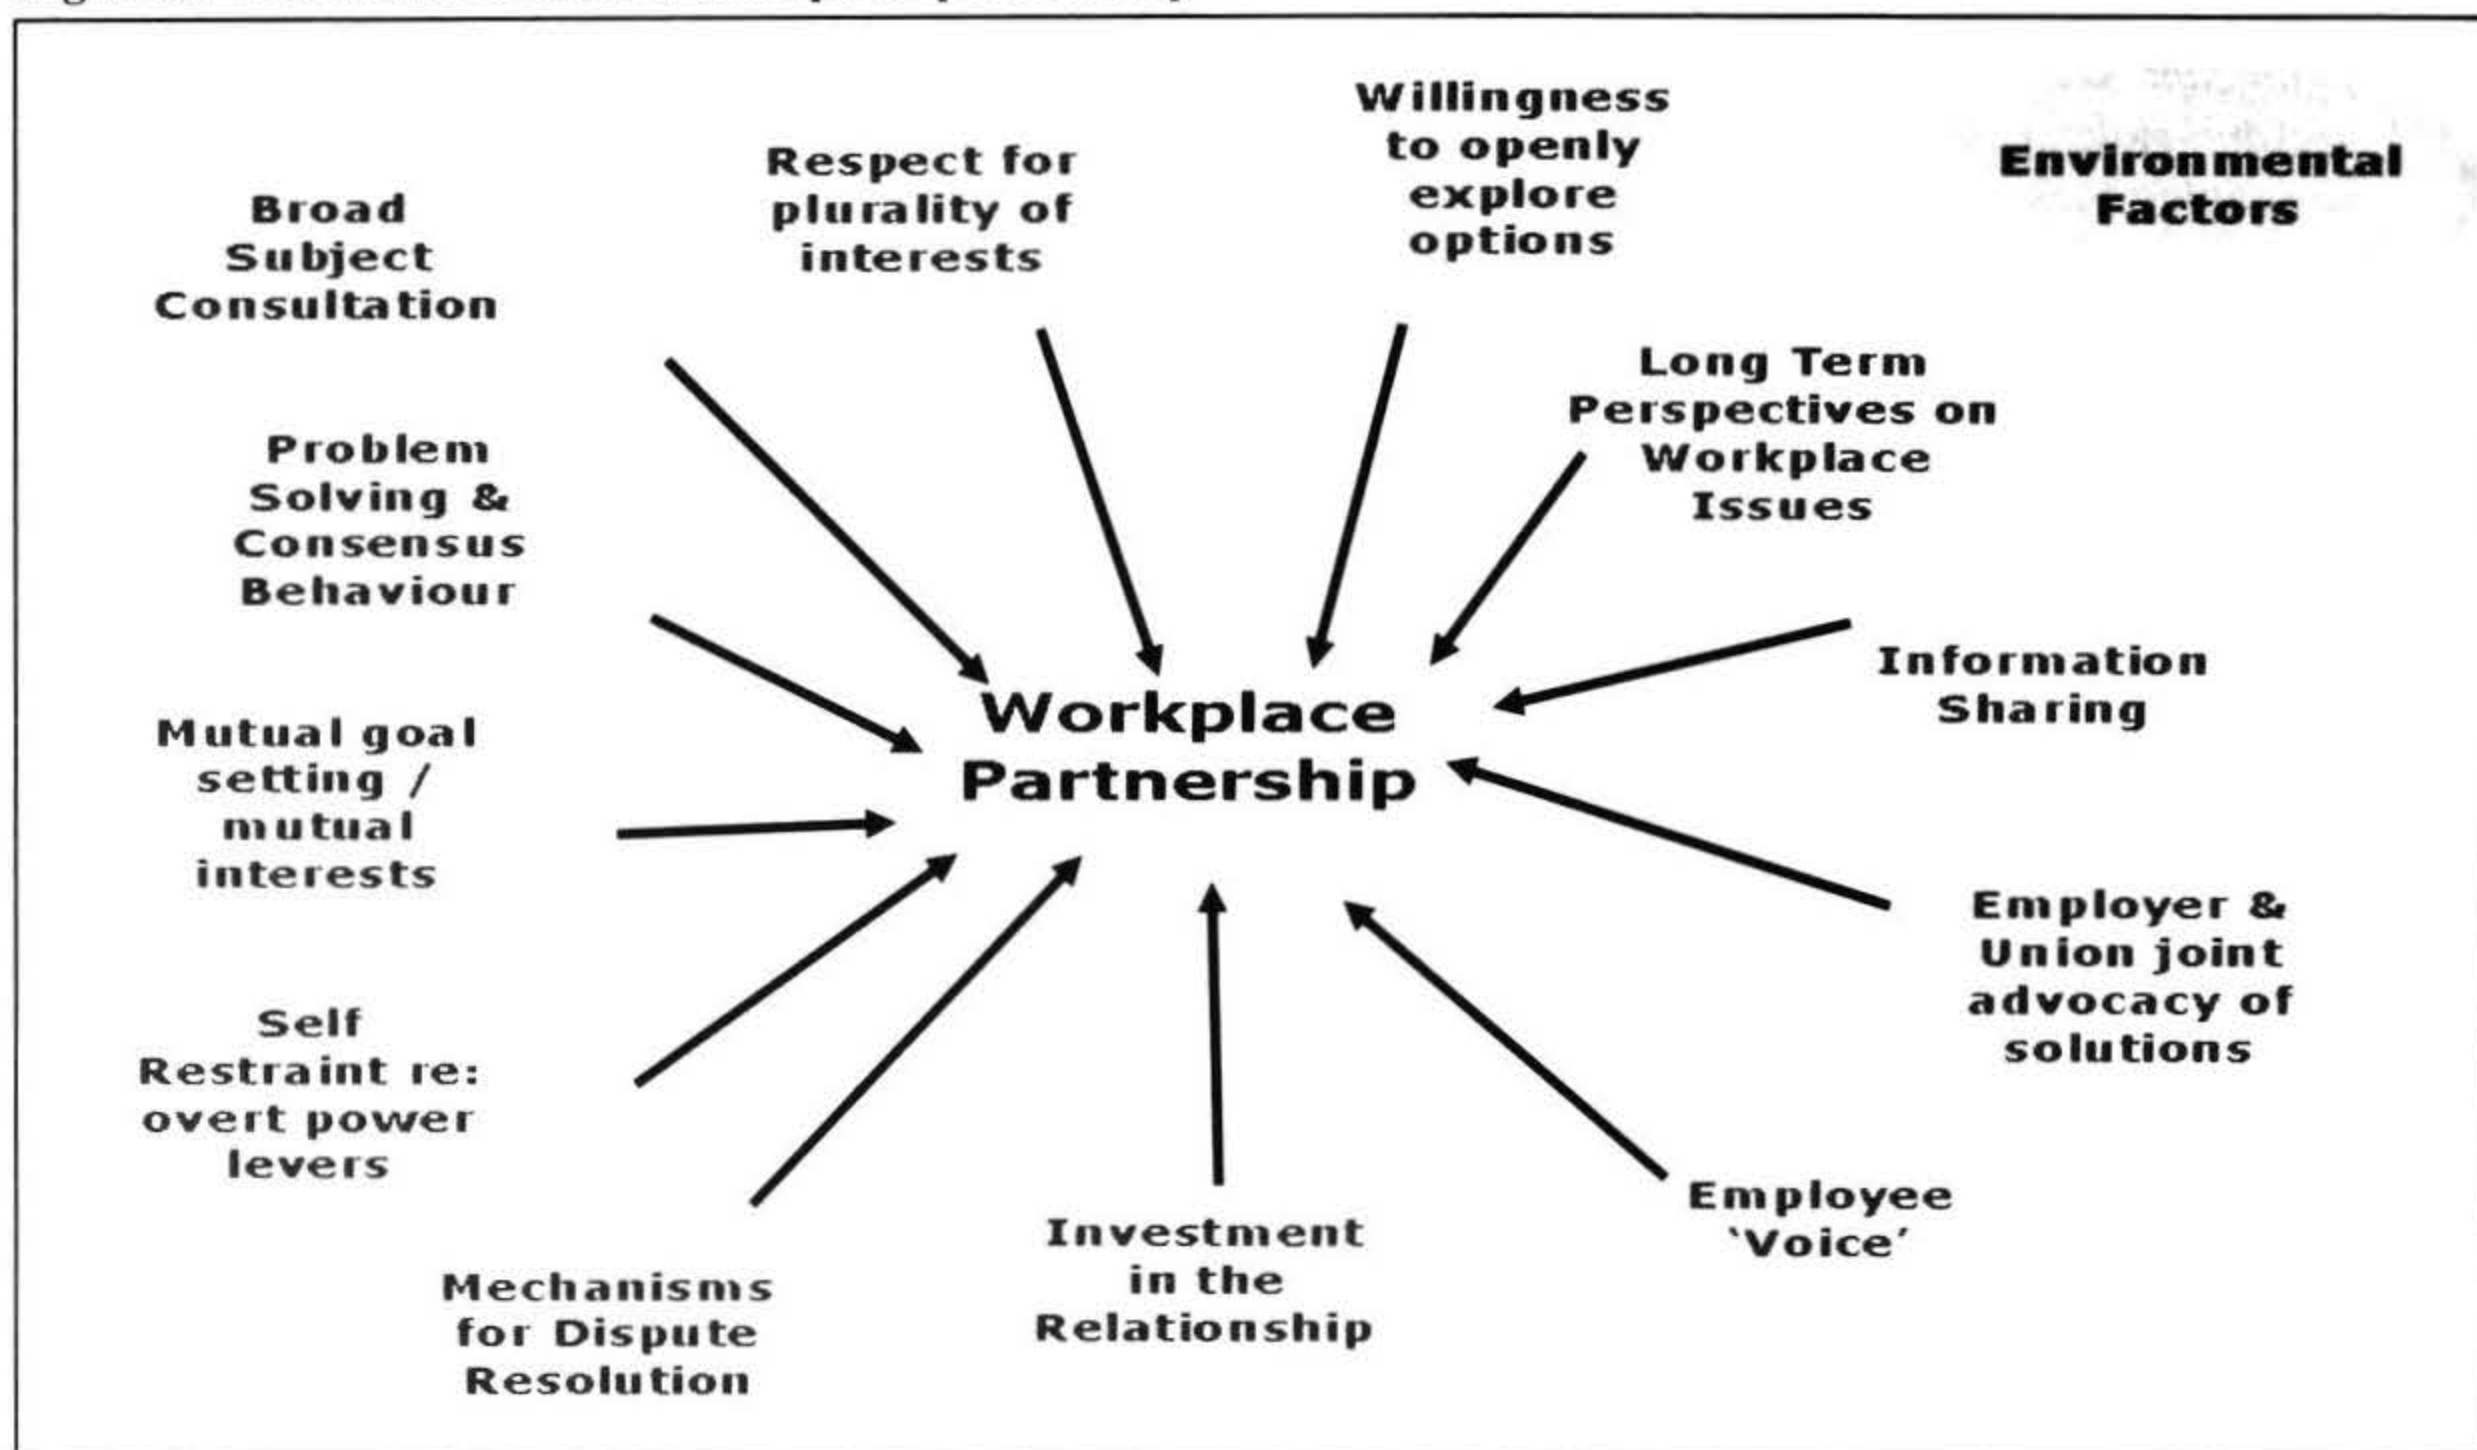 Willingness
to openly
explore
options
Respect for
plurality of
interests
Environmental
Factors
Broad
Subject
Consultation
Long Term
Perspectives on
Workplace
Issues
Problem
Solving &
Consensus
Behaviour
Information
Sharing
Workplace
Partnership
Mutual goal
setting /
mutual
interests
Employer &
Union joint
advocacy of
solutions
Self
Restraint re:
overt power
levers
Employee
‘Voice’
Investment
in the
Relationship
Mechanisms
for Dispute
Resolution